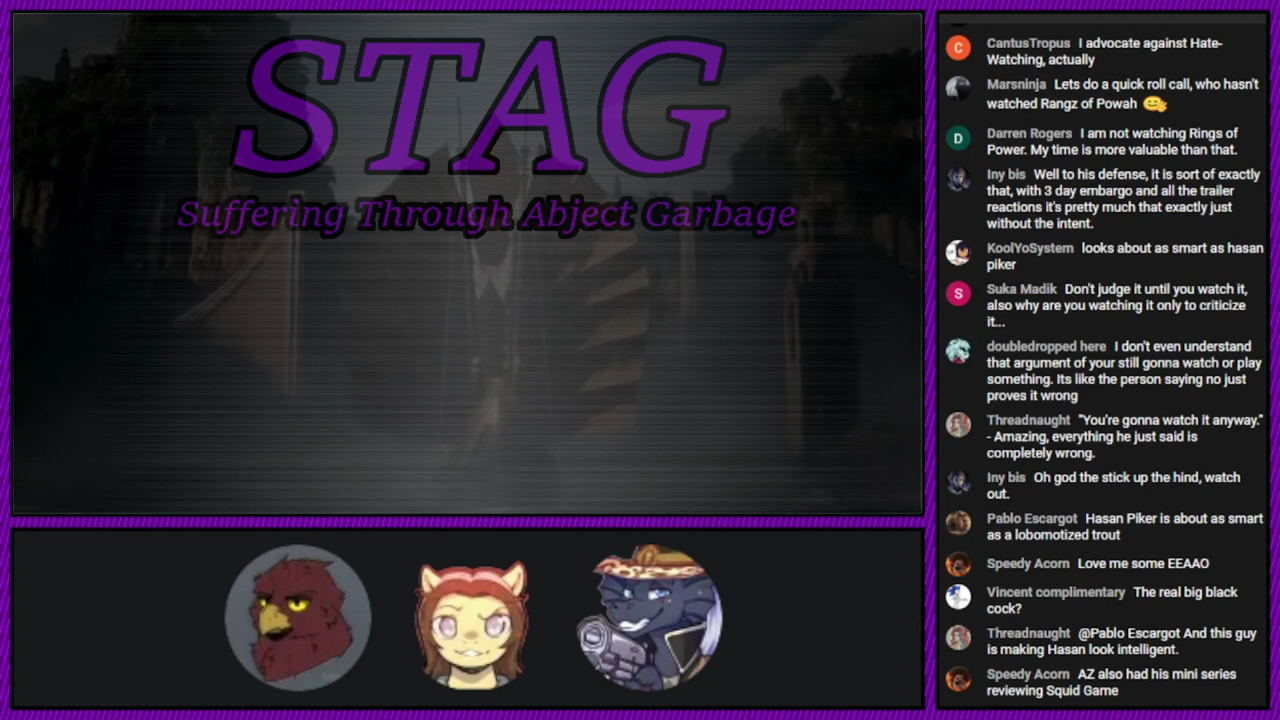 STAG
Suffering Through Abject Garbage
C
CantusTropus I advocate against Hate-
Watching, actually
Marsninja Lets do a quick roll call, who hasn't
watched Rangz of Powah
D
Darren Rogers I am not watching Rings of
Power. My time is more valuable than that.
Iny bis Well to his defense, it is sort of exactly
that, with 3 day embargo and all the trailer
reactions it's pretty much that exactly just
without the intent.
KoolYoSystem looks about as smart as hasan
piker
S
Suka Madik Don't judge it until you watch it,
also why are you watching it only to criticize
it...
doubledropped here I don't even understand
that argument of your still gonna watch or play
something. Its like the person saying no just
proves it wrong
Threadnaught "You're gonna watch it anyway."
- Amazing, everything he just said is
completely wrong.
Iny bis Oh god the stick up the hind, watch
out.
Pablo Escargot Hasan Piker is about as smart
as a lobomotized trout
Speedy Acorn Love me some EEAAO
Vincent complimentary The real big black
cock?
Threadnaught @Pablo Escargot And this guy
is making Hasan look intelligent.
Speedy Acorn AZ also had his mini series
reviewing Squid Game